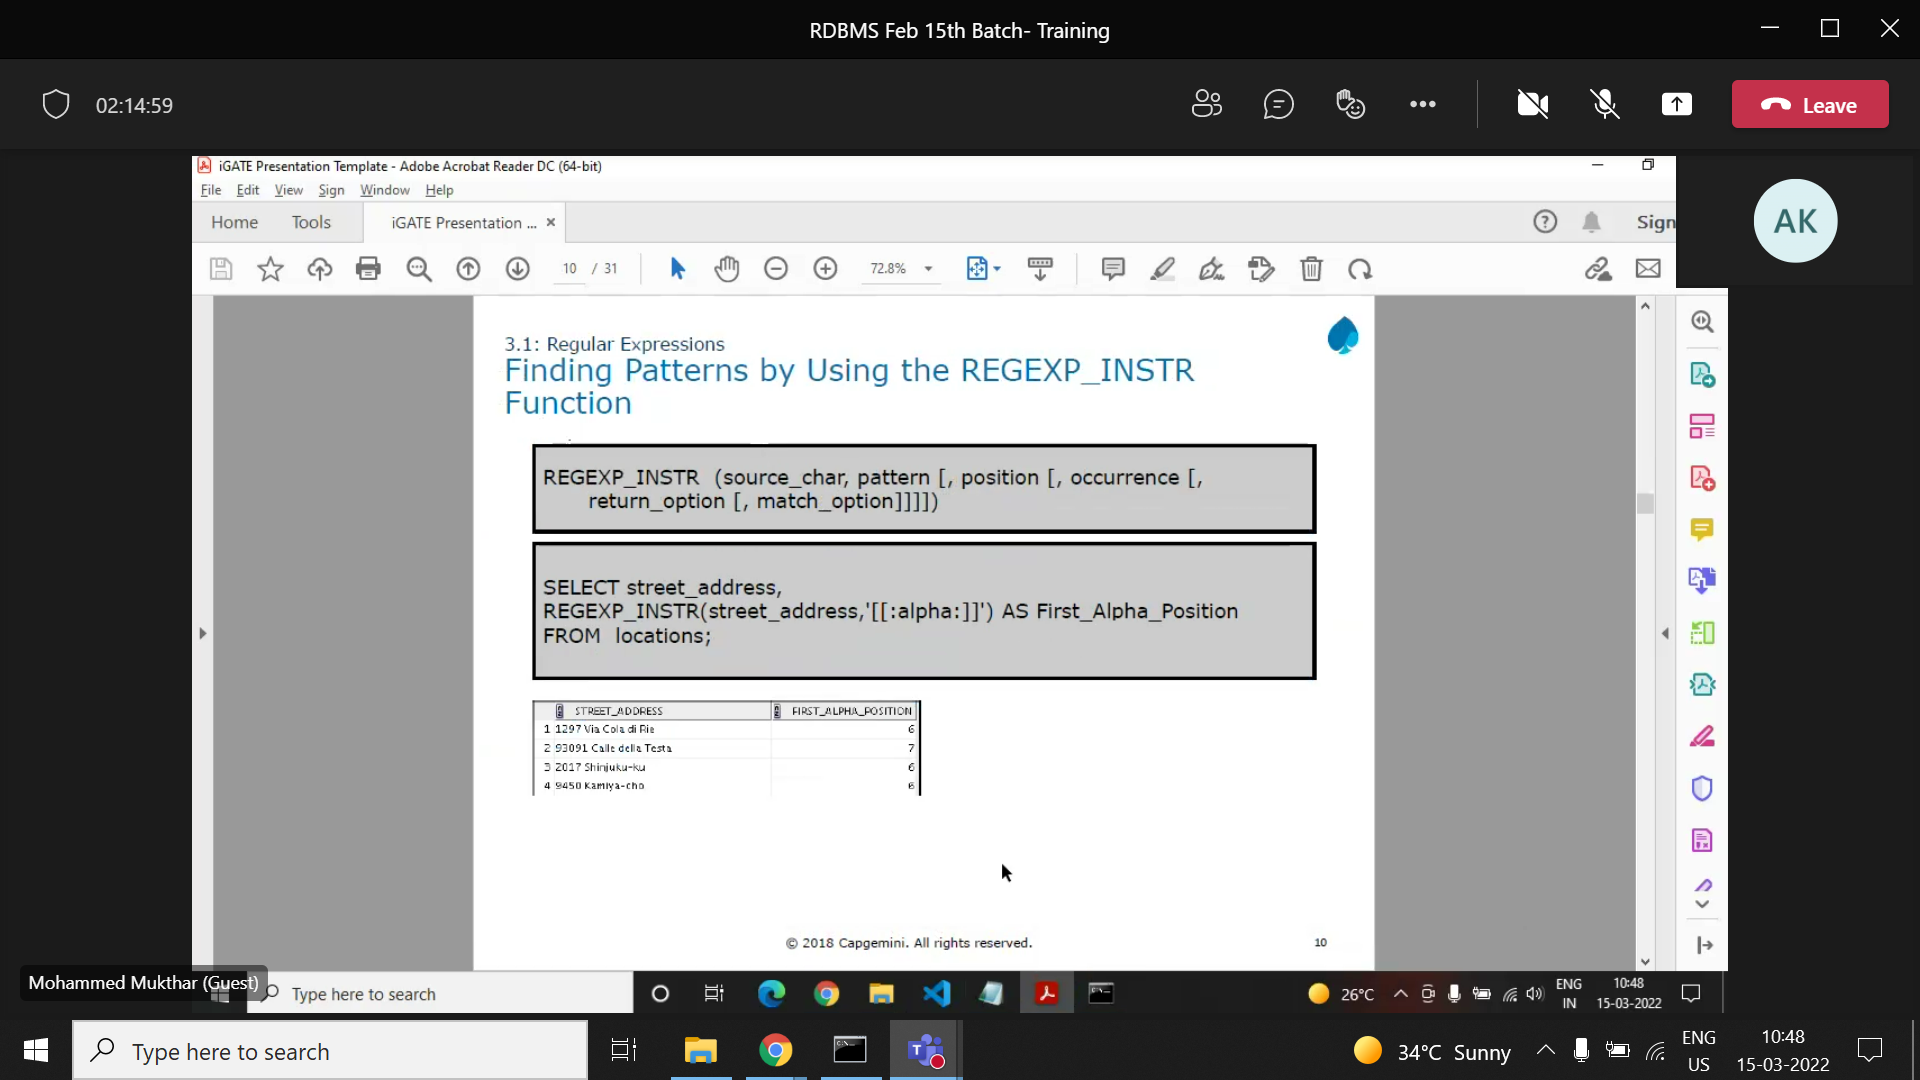 RDBMS Feb 15th Batch- Training
02:14:59
Leave
iGATE Presentation Template - Adobe Acrobat Reader DC (64-bit)
File Edit View Sign Window Help
Home Tools iGATE Presentation ... ×
Sign
10 / 31 72.8%
AK
3.1: Regular Expressions
Finding Patterns by Using the REGEXP_INSTR
Function
REGEXP_INSTR (source_char, pattern [, position [, occurrence [,
return_option [, match_option]]]])
SELECT street_address,
REGEXP_INSTR(street_address,'[[:alpha:]]') AS First_Alpha_Position
FROM locations;
STREET_ADDRESS FIRST_ALPHA_POSITION
1 1297 Via Cola di Rie 6
2 93091 Calle della Testa 7
3 2017 Shinjuku-ku 6
4 9450 Kamiya-cho 6
© 2018 Capgemini. All rights reserved. 10
Mohammed Mukthar (Guest)
Type here to search
26°C
ENG
IN
10:48
15-03-2022
Type here to search
34°C Sunny
ENG
US
10:48
15-03-2022